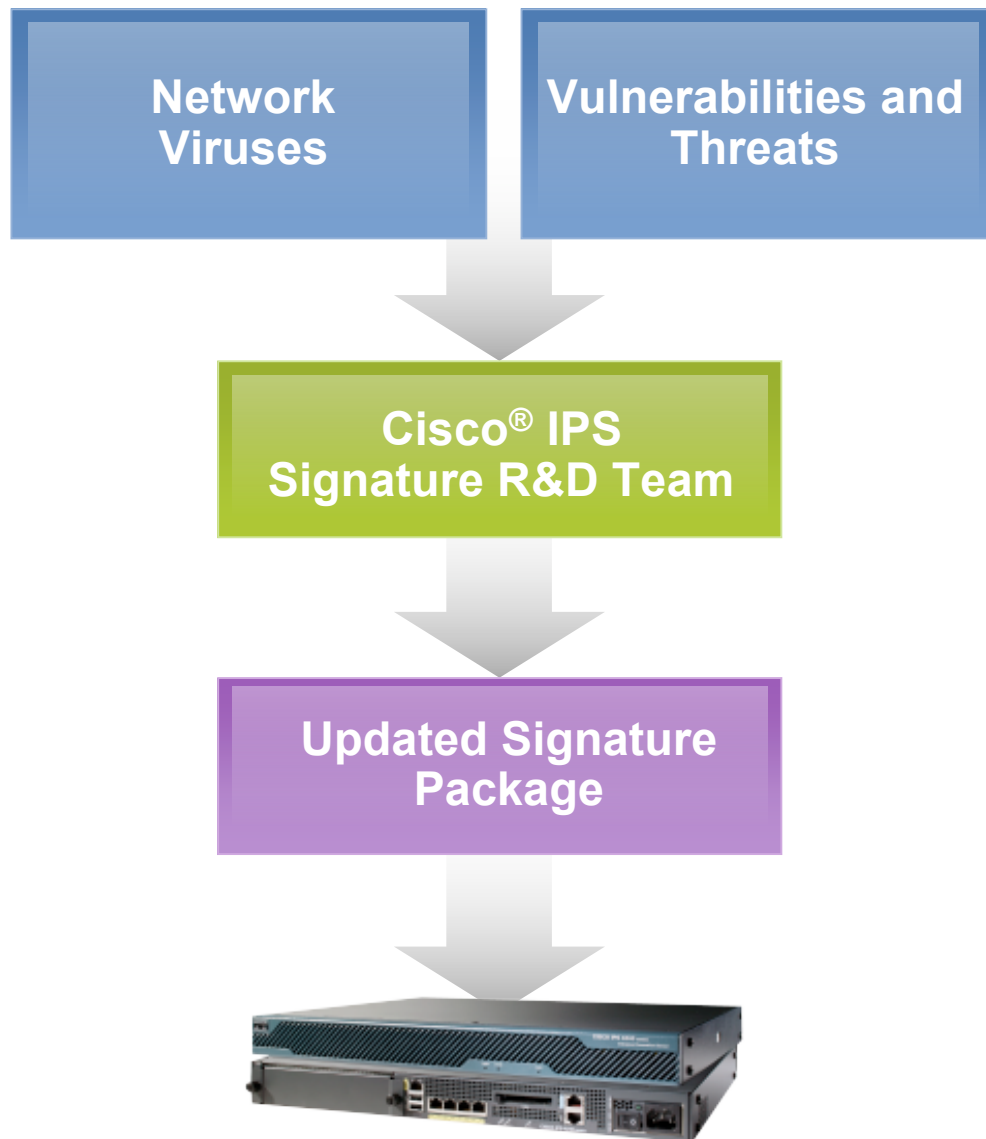 Network
Viruses
Vulnerabilities and
Threats
Cisco® IPS
Signature R&D Team
Updated Signature
Package